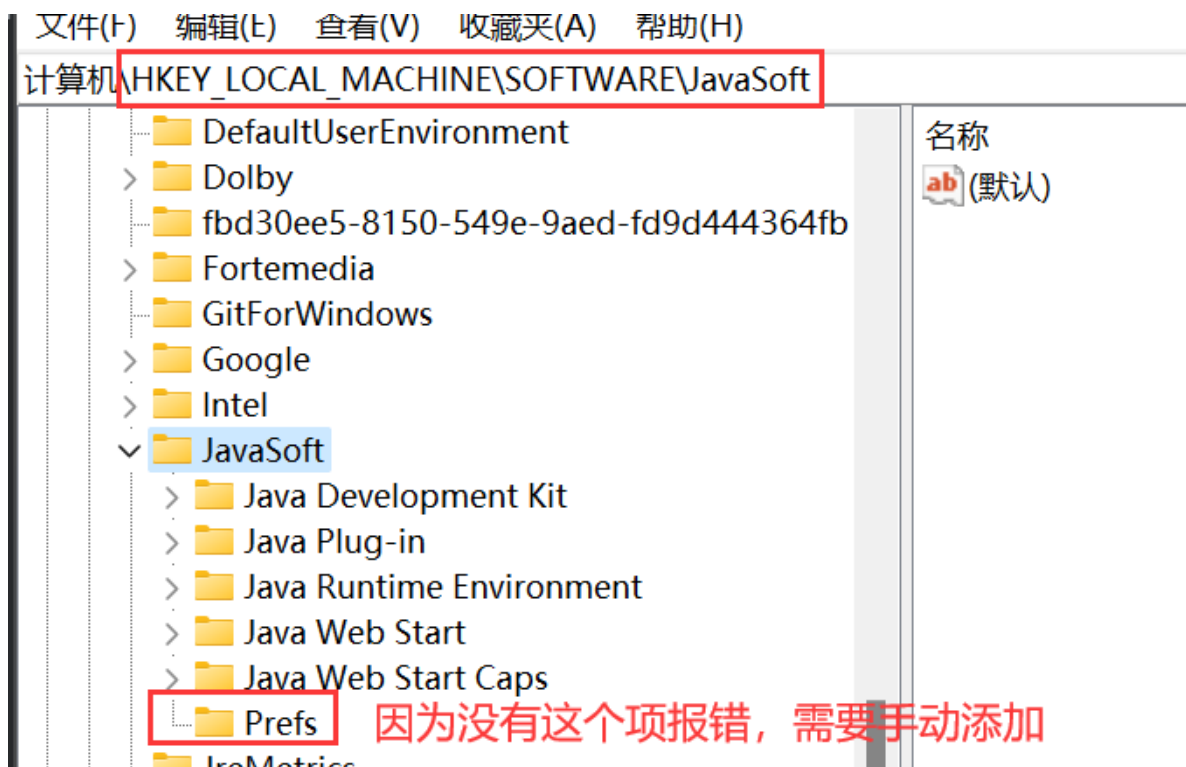 文件(F) 编辑(E) 查看(V) 收藏夹(A) 帮助(H)
计算机\HKEY_LOCAL_MACHINE\SOFTWARE\JavaSoft
DefaultUserEnvironment
Dolby
fbd30ee5-8150-549e-9aed-fd9d444364fb
Fortemedia
GitForWindows
Google
Intel
JavaSoft
Java Development Kit
Java Plug-in
Java Runtime Environment
Java Web Start
Java Web Start Caps
Prefs 因为没有这个项报错，需要手动添加
JreMetrics
名称
ab (默认)